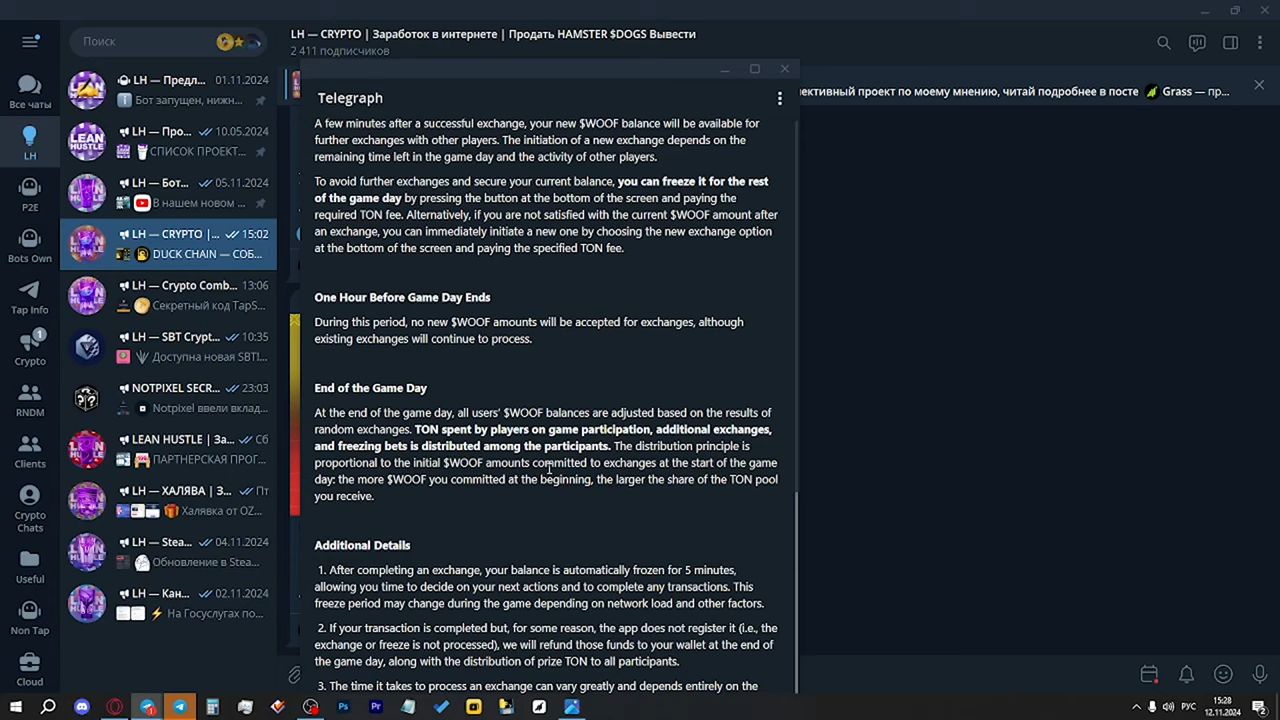 LH — CRYPTO | Заработок в интернете | Продать HAMSTER $DOGS Вывести
2 411 подписчиков
Поиск
Все чаты
LH
P2E
Bots Own
Tap Info
1
Crypto
RNDM
Clients
Crypto
Chats
Useful
Non Tap
Cloud
LH — Предл... 01.11.2024
Бот запущен, нижн...
LH — Про... 10.05.2024
СПИСОК ПРОЕКТ...
LH — Бот... 05.11.2024
В нашем новом ...
LH — CRYPTO |... 15:02
DUCK CHAIN — СОБ...
LH — Crypto Comb... 13:06
Секретный код TapS...
LH — SBT Crypt... 10:35
Доступна новая SBT!...
NOTPIXEL SECR... 23:03
Notpixel ввели вклад...
LEAN HUSTLE | За... Сб
ПАРТНЕРСКАЯ ПРОГ...
LH — ХАЛЯВА | З... Пт
Халявка от OZ...
LH — Stea... 04.11.2024
Обновление в Stea...
LH — Кан... 02.11.2024
На Госуслугах по...
ективный проект по моему мнению, читай подробнее в посте Grass — пр...
Telegraph
A few minutes after a successful exchange, your new $WOOF balance will be available for
further exchanges with other players. The initiation of a new exchange depends on the
remaining time left in the game day and the activity of other players.
To avoid further exchanges and secure your current balance, you can freeze it for the rest
of the game day by pressing the button at the bottom of the screen and paying the
required TON fee. Alternatively, if you are not satisfied with the current $WOOF amount after
an exchange, you can immediately initiate a new one by choosing the new exchange option
at the bottom of the screen and paying the specified TON fee.
One Hour Before Game Day Ends
During this period, no new $WOOF amounts will be accepted for exchanges, although
existing exchanges will continue to process.
End of the Game Day
At the end of the game day, all users’ $WOOF balances are adjusted based on the results of
random exchanges. TON spent by players on game participation, additional exchanges,
and freezing bets is distributed among the participants. The distribution principle is
proportional to the initial $WOOF amounts committed to exchanges at the start of the game
day: the more $WOOF you committed at the beginning, the larger the share of the TON pool
you receive.
Additional Details
1. After completing an exchange, your balance is automatically frozen for 5 minutes,
allowing you time to decide on your next actions and to complete any transactions. This
freeze period may change during the game depending on network load and other factors.
2. If your transaction is completed but, for some reason, the app does not register it (i.e., the
exchange or freeze is not processed), we will refund those funds to your wallet at the end of
the game day, along with the distribution of prize TON to all participants.
3. The time it takes to process an exchange can vary greatly and depends entirely on the
РУС
15:28
12.11.2024